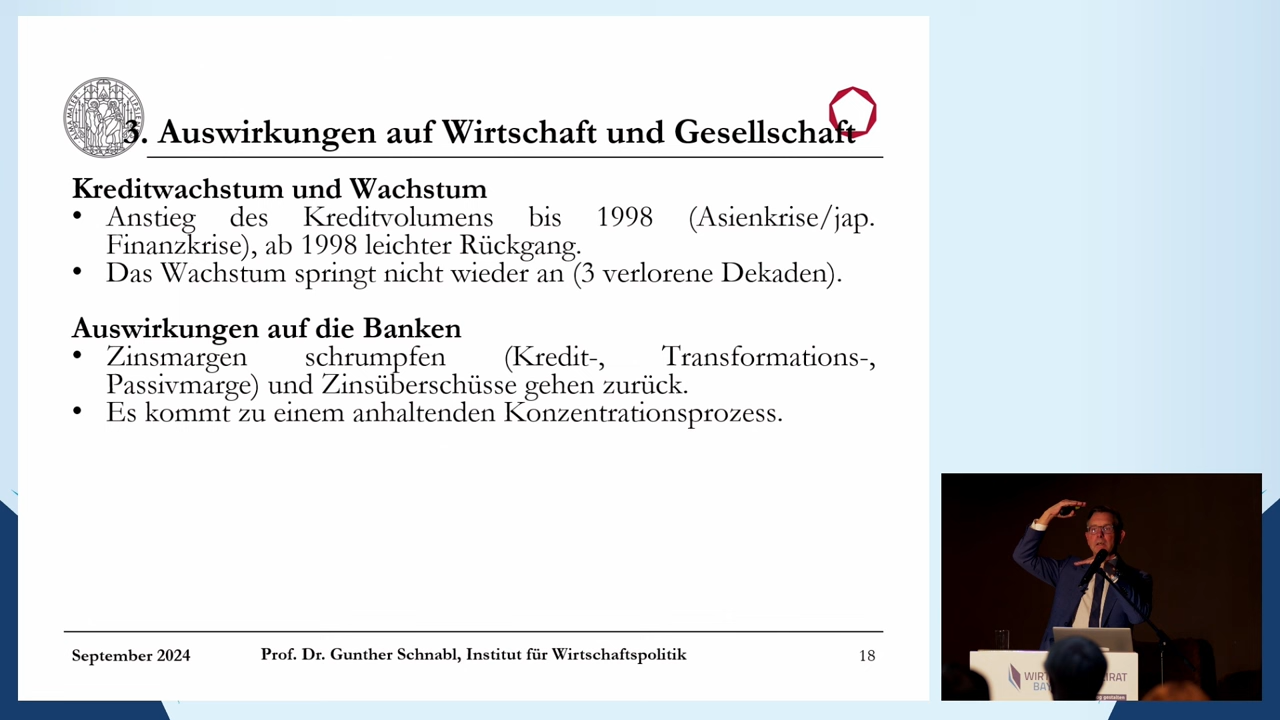 3. Auswirkungen auf Wirtschaft und Gesellschaft
Kreditwachstum und Wachstum
• Anstieg des Kreditvolumens bis 1998 (Asienkrise/jap.
Finanzkrise), ab 1998 leichter Rückgang.
• Das Wachstum springt nicht wieder an (3 verlorene Dekaden).
Auswirkungen auf die Banken
• Zinsmargen schrumpfen (Kredit-, Transformations-,
Passivmarge) und Zinsüberschüsse gehen zurück.
• Es kommt zu einem anhaltenden Konzentrationsprozess.
September 2024
Prof. Dr. Gunther Schnabl, Institut für Wirtschaftspolitik
18